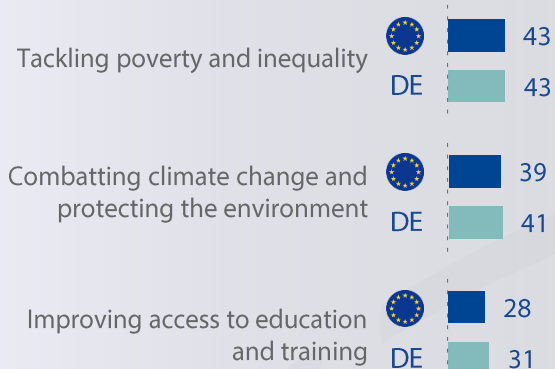 Tackling poverty and inequality
43
DE 43
Combatting climate change and
protecting the environment
39
DE 41
Improving access to education
and training
28
DE 31